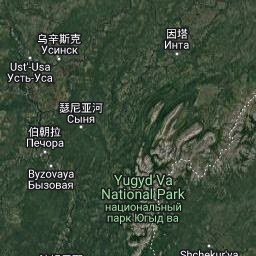 乌辛斯克
Усинск
因塔
Инта
Ust'-Usa
Усть-Уса
瑟尼亚河
Сыня
伯朝拉
Печора
Byzovaya
Бызовая
Yugyd Va
National Park
национальный
парк Югыд ва
Shchekur'ya